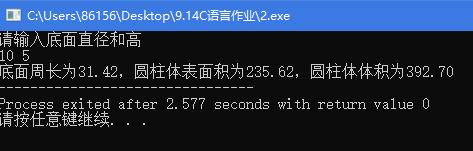 C:\Users\86156\Desktop\9.14C语言作业\2.exe
请输入底面直径和高
10 5
底面周长为31.42，圆柱体表面积为235.62，圆柱体体积为392.70
--------------------------------
Process exited after 2.577 seconds with return value 0
请按任意键继续. . .